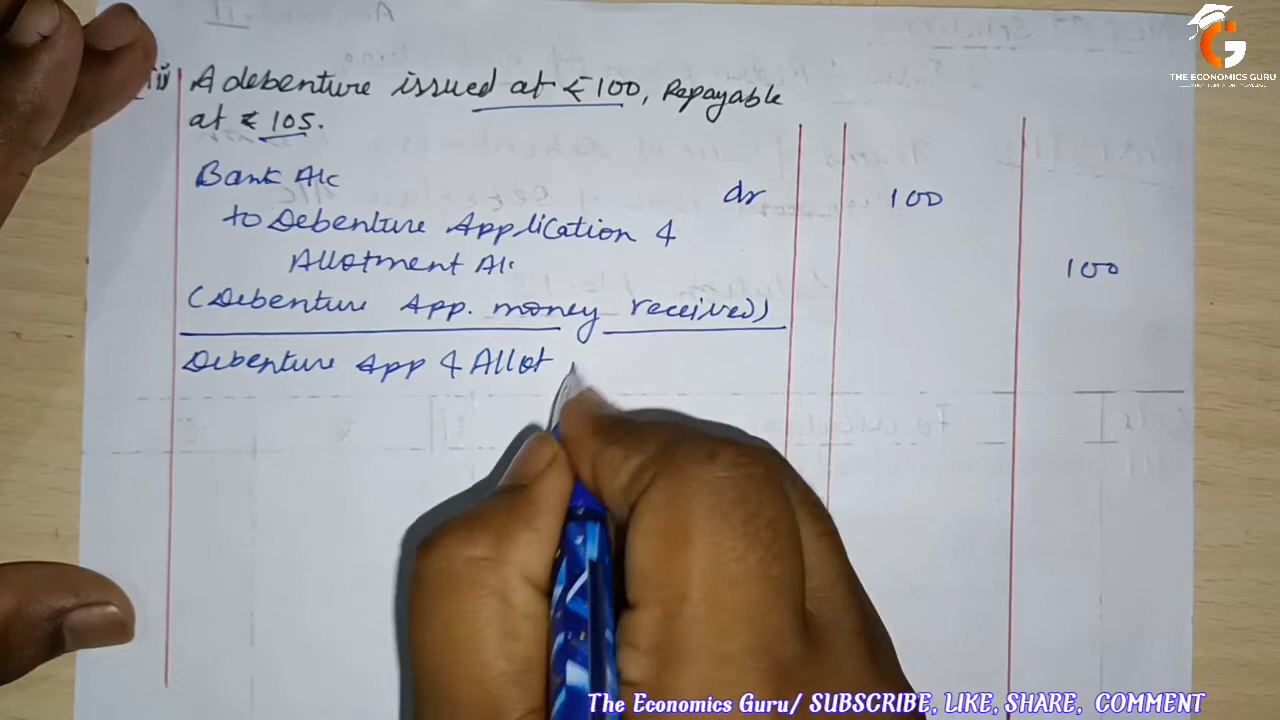 ii) A debenture issued at ₹ 100, Repayable
at ₹ 105.
Bank A/c dr 100
to Debenture Application &
Allotment A/c 100
(Debenture App. money received)
Debenture App & Allot
THE ECONOMICS GURU
The Economics Guru/ SUBSCRIBE, LIKE, SHARE, COMMENT